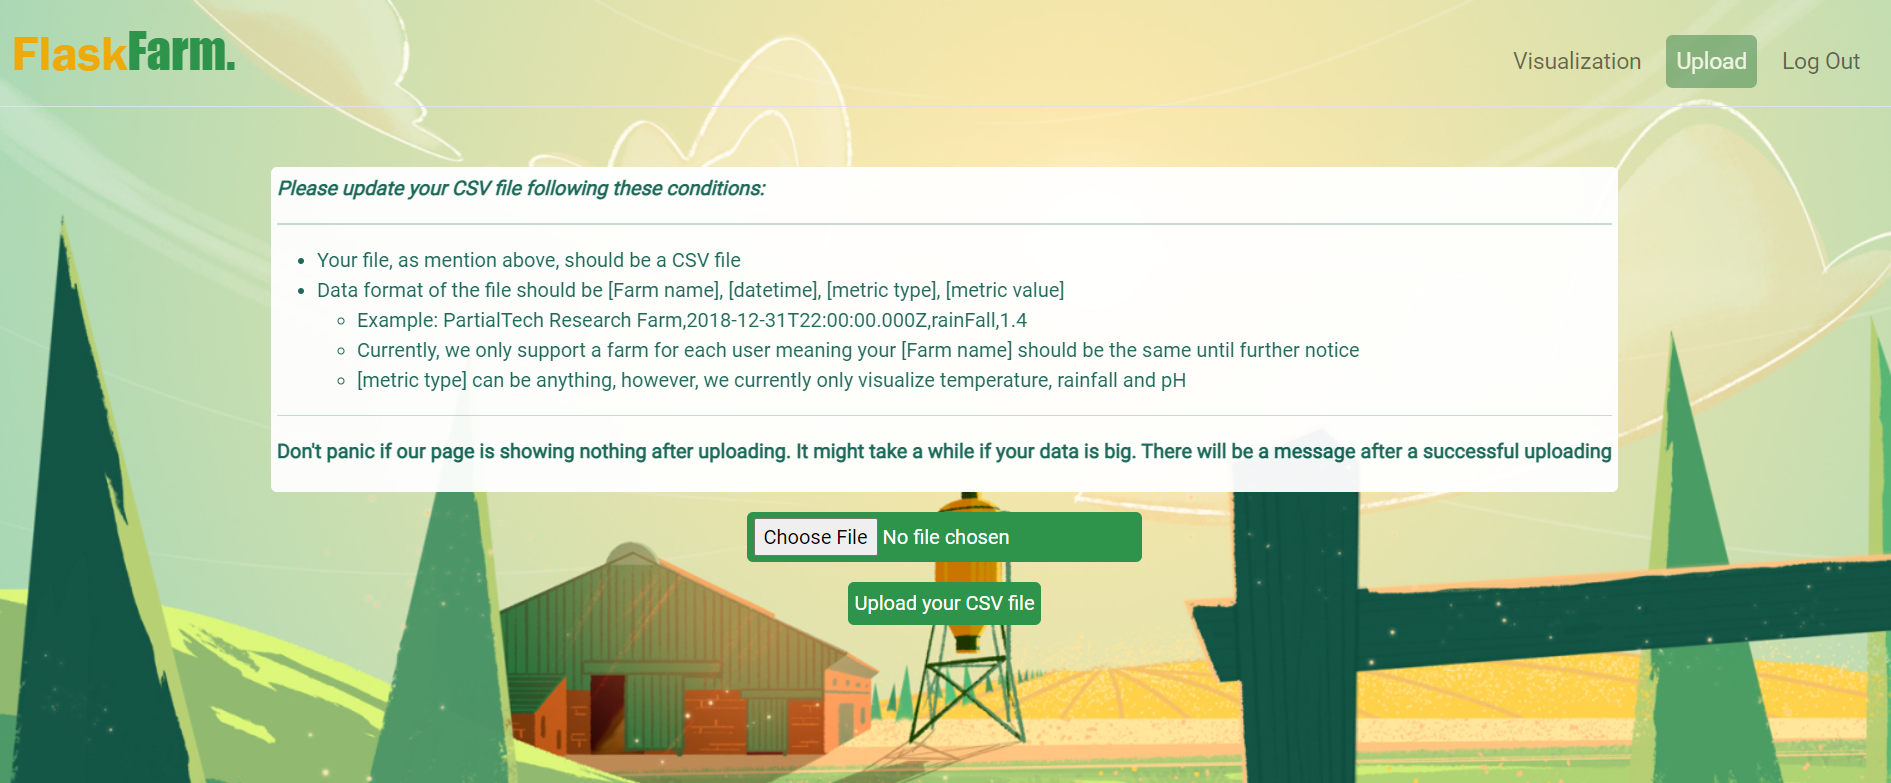 FlaskFarm.
Visualization
Upload
Log Out
Please update your CSV file following these conditions:
Your file, as mention above, should be a CSV file
Data format of the file should be [Farm name], [datetime], [metric type], [metric value]
Example: PartialTech Research Farm,2018-12-31T22:00:00.000Z,rainFall,1.4
Currently, we only support a farm for each user meaning your [Farm name] should be the same until further notice
[metric type] can be anything, however, we currently only visualize temperature, rainfall and pH
Don't panic if our page is showing nothing after uploading. It might take a while if your data is big. There will be a message after a successful uploading
Choose File No file chosen
Upload your CSV file